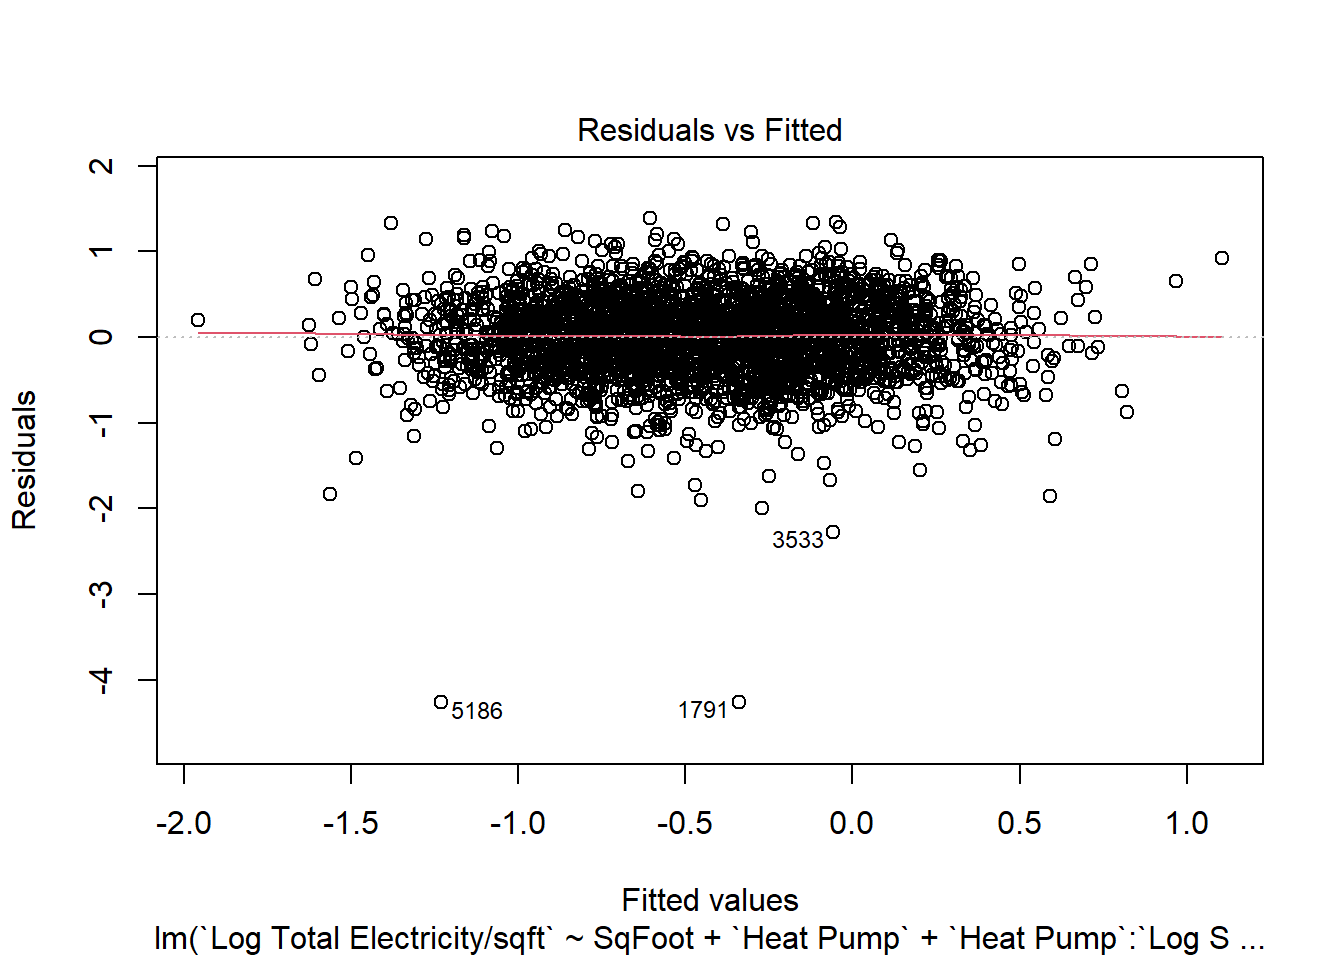 Residuals vs Fitted
2
1
0
-1
-2
-3
-4
Residuals
3533
5186
1791
-2.0 -1.5 -1.0 -0.5 0.0 0.5 1.0
Fitted values
lm(`Log Total Electricity/sqft` ~ SqFoot + `Heat Pump` + `Heat Pump`:`Log S ...